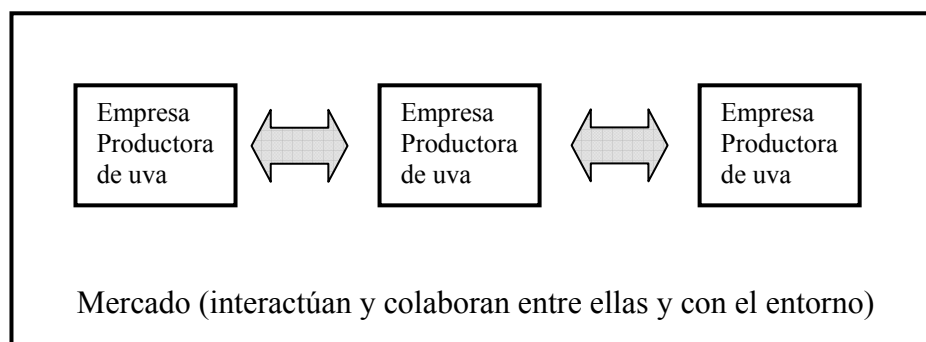 Empresa
Productora
de uva
Empresa
Productora
de uva
Empresa
Productora
de uva
Mercado (interactúan y colaboran entre ellas y con el entorno)